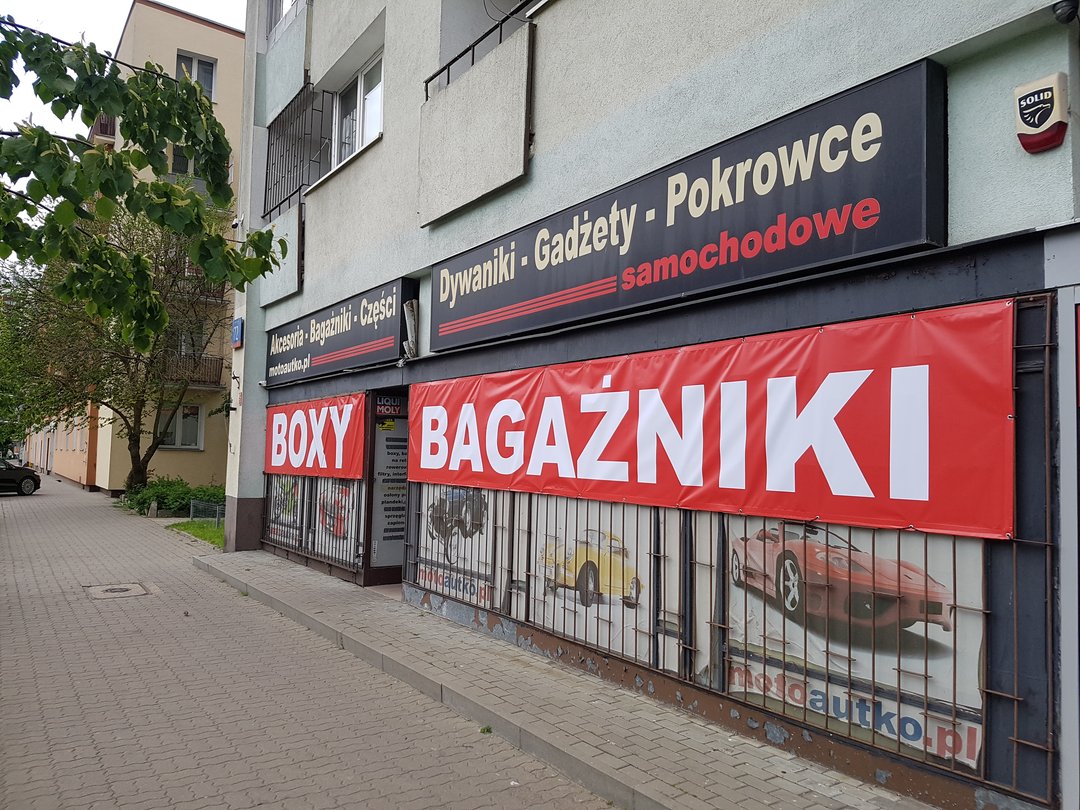 SOLID
Dywaniki - Gadżety - Pokrowce
samochodowe
Akcesoria - Bagażniki - Części
motoautko.pl
BOXY
LIQUI
MOLY
BAGAŻNIKI
motoautko.pl
motoautko.pl